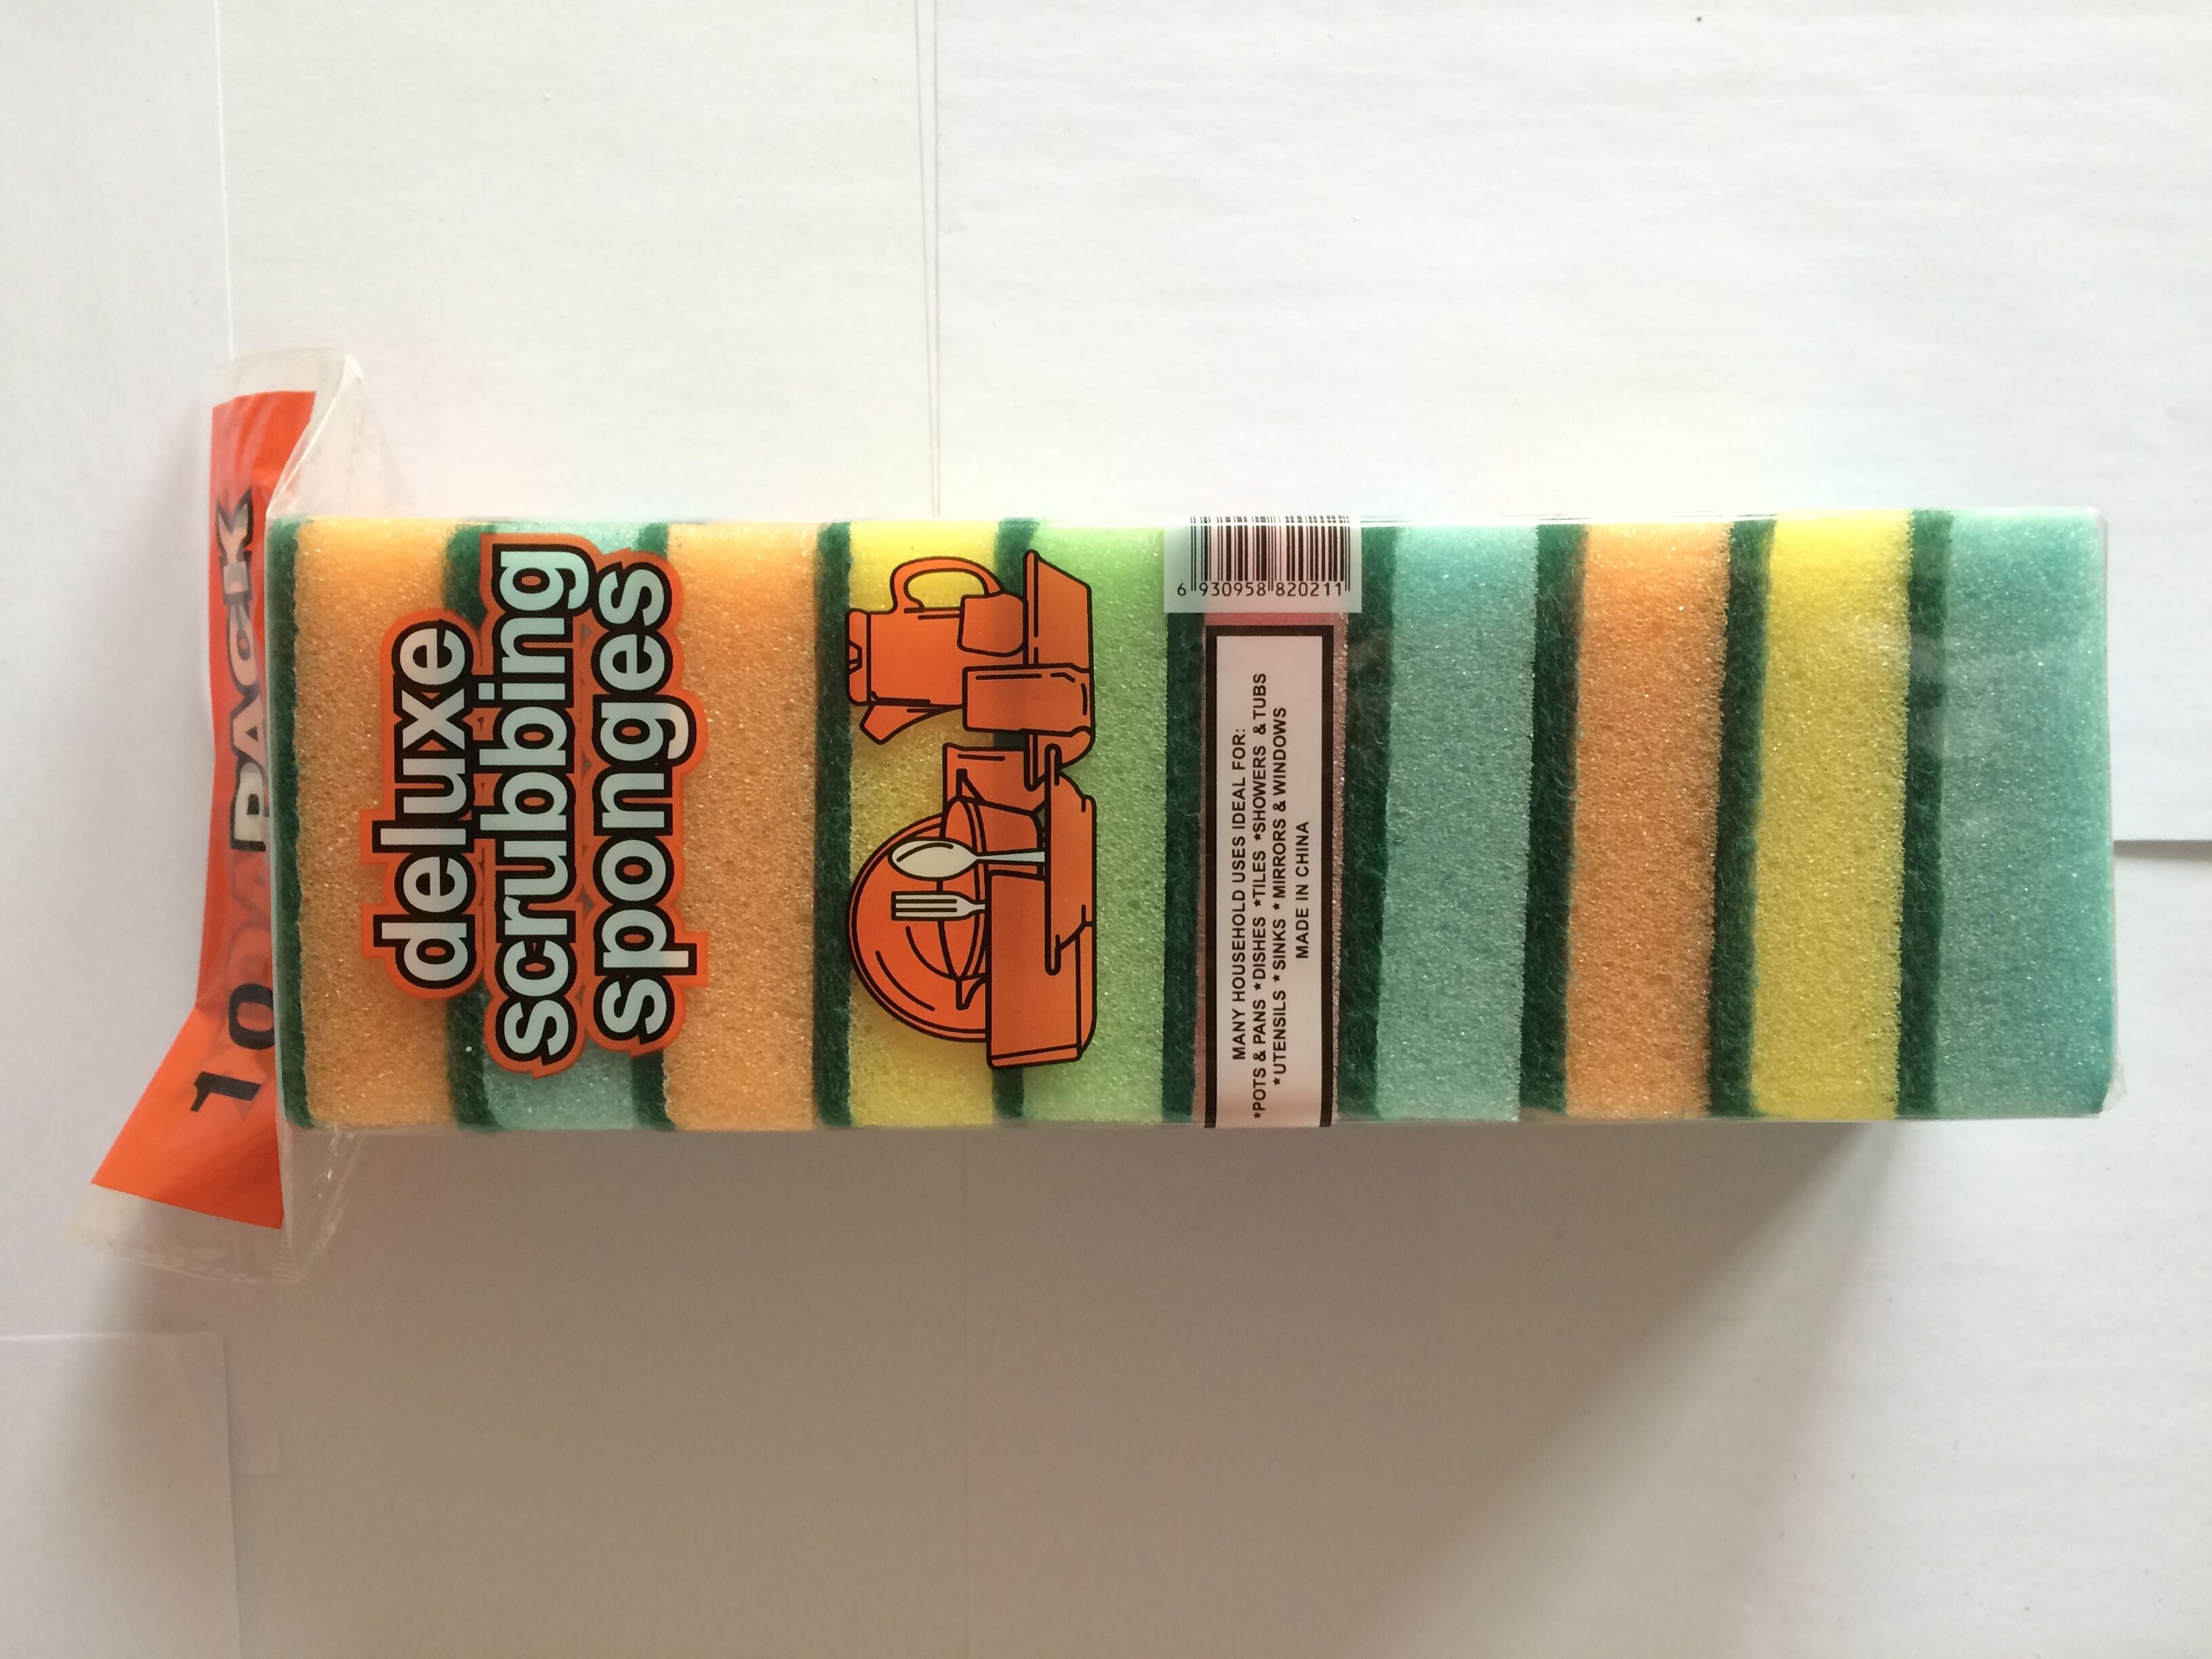 10 PACK
deluxe
scrubbing
sponges
MANY HOUSEHOLD USES IDEAL FOR:
*POTS & PANS *DISHES *TILES *SHOWERS & TUBS
*UTENSILS * SINKS *MIRRORS & WINDOWS
MADE IN CHINA
6 930958 820211